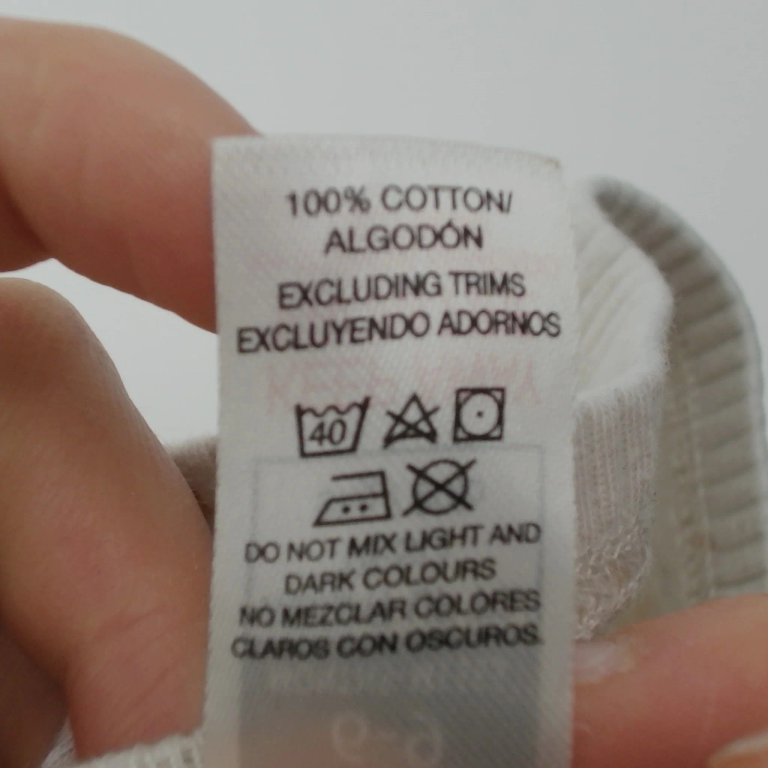 100% COTTON/
ALGODÓN
EXCLUDING TRIMS
EXCLUYENDO ADORNOS
40
DO NOT MIX LIGHT AND
DARK COLOURS
NO MEZCLAR COLORES
CLAROS CON OSCUROS.